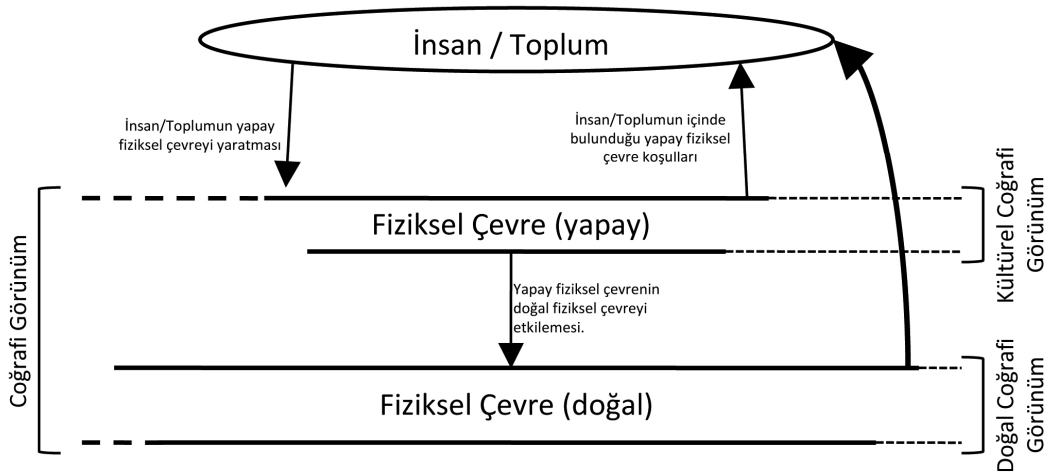 İnsan / Toplum
İnsan/Toplumun yapay
fiziksel çevreyi yaratması
İnsan/Toplumun içinde
bulunduğu yapay fiziksel
çevre koşulları
Fiziksel Çevre (yapay)
Yapay fiziksel çevrenin
doğal fiziksel çevreyi
etkilemesi.
Fiziksel Çevre (doğal)
Coğrafi Görünüm
Kültürel Coğrafi
Görünüm
Doğal Coğrafi
Görünüm